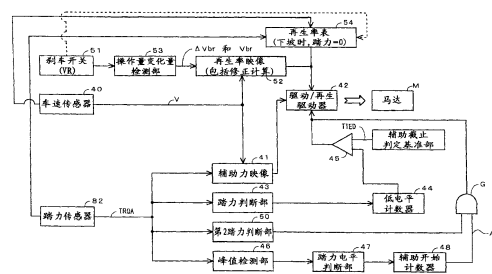 54
再生率表
(下坡时,踏力=0)
51
刹车开关
(VR)
53
操作量变化量
检测部
ΔVbr 和 Vbr
再生率映像
(包括修正计算)
52
42
驱动/再生
驱动器
M
马达
车速传感器
40
V
T1ED
辅助截止
判定基准部
45
41
辅助力映像
43
踏力判断部
44
低电平
计数器
G
82
踏力传感器
TRQA
50
第2踏力判断部
46
峰值检测部
47
踏力电平
判断部
48
辅助开始
计数器
A